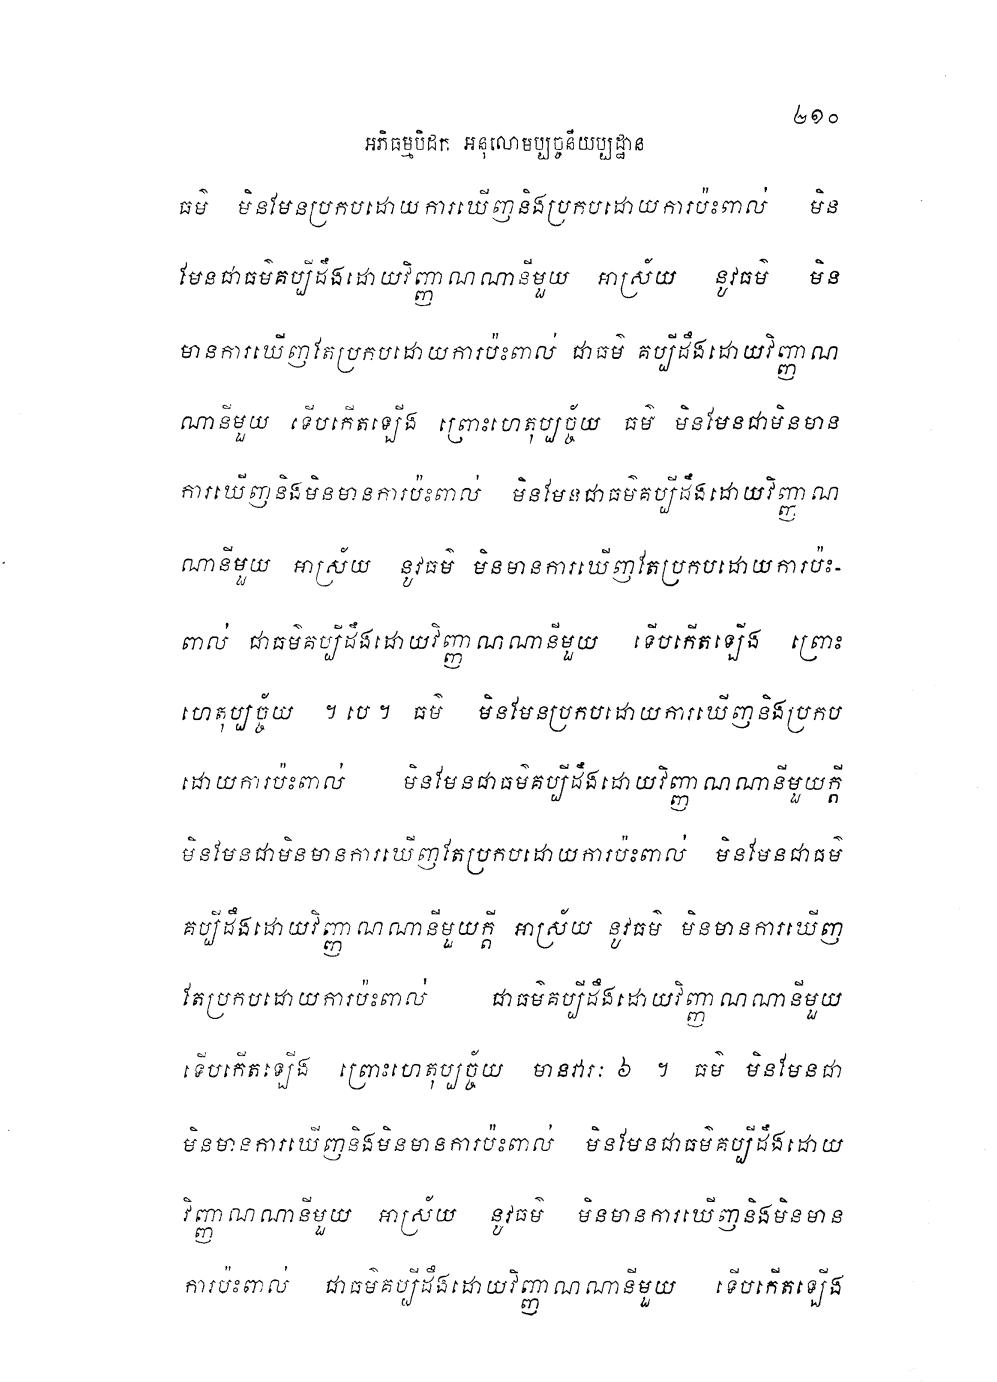 ២១០
អភិធម្មបិដក អនុលោមប្បច្ចនីយប្បដ្ឋាន
ធម៌ មិនមែនប្រកបដោយការឃើញនិងប្រកបដោយការប៉ះពាល់ មិន
មែនជាធម៌គប្បីដឹងដោយវិញ្ញាណណានីមួយ អាស្រ័យ នូវធម៌ មិន
មានការឃើញតែប្រកបដោយការប៉ះពាល់ ជាធម៌ គប្បីដឹងដោយវិញ្ញាណ
ណានីមួយ ទើបកើតឡើង ព្រោះហេតុប្បច្ច័យ ធម៌ មិនមែនជាមិនមាន
ការឃើញនិងមិនមានការប៉ះពាល់ មិនមែនជាធម៌គប្បីដឹងដោយវិញ្ញាណ
ណានីមួយ អាស្រ័យ នូវធម៌ មិនមានការឃើញតែប្រកបដោយការប៉ះ-
ពាល់ ជាធម៌គប្បីដឹងដោយវិញ្ញាណណានីមួយ ទើបកើតឡើង ព្រោះ
ហេតុប្បច្ច័យ ។ បេ ។ ធម៌ មិនមែនប្រកបដោយការឃើញនិងប្រកប
ដោយការប៉ះពាល់ មិនមែនជាធម៌គប្បីដឹងដោយវិញ្ញាណណានីមួយក្តី
មិនមែនជាមិនមានការឃើញតែប្រកបដោយការប៉ះពាល់ មិនមែនជាធម៌
គប្បីដឹងដោយវិញ្ញាណណានីមួយក្តី អាស្រ័យ នូវធម៌ មិនមានការឃើញ
តែប្រកបដោយការប៉ះពាល់ ជាធម៌គប្បីដឹងដោយវិញ្ញាណណានីមួយ
ទើបកើតឡើង ព្រោះហេតុប្បច្ច័យ មានវារៈ ៦ ។ ធម៌ មិនមែនជា
មិនមានការឃើញនិងមិនមានការប៉ះពាល់ មិនមែនជាធម៌គប្បីដឹងដោយ
វិញ្ញាណណានីមួយ អាស្រ័យ នូវធម៌ មិនមានការឃើញនិងមិនមាន
ការប៉ះពាល់ ជាធម៌គប្បីដឹងដោយវិញ្ញាណណានីមួយ ទើបកើតឡើង